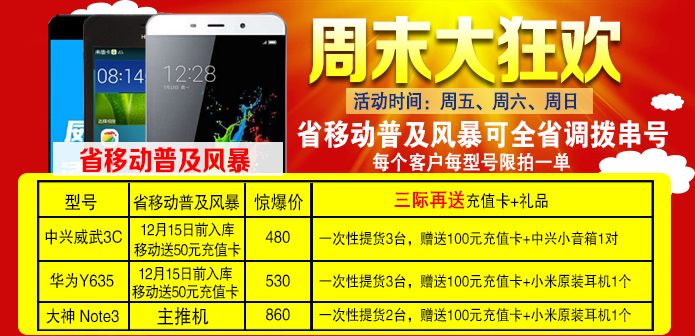 周末大狂欢
活动时间：周五、周六、周日
省移动普及风暴可全省调拨串号
每个客户每型号限拍一单
08:14
12:28
省移动普及风暴
型号 省移动普及风暴 惊爆价 三际再送充值卡+礼品
中兴威武3C 12月15日前入库 480 一次性提货3台，赠送100元充值卡+中兴小音箱1对
移动送50元充值卡
华为Y635 12月15日前入库 530 一次性提货3台，赠送100元充值卡+小米原装耳机1个
移动送50元充值卡
大神 Note3 主推机 860 一次性提货2台，赠送100元充值卡+小米原装耳机1个